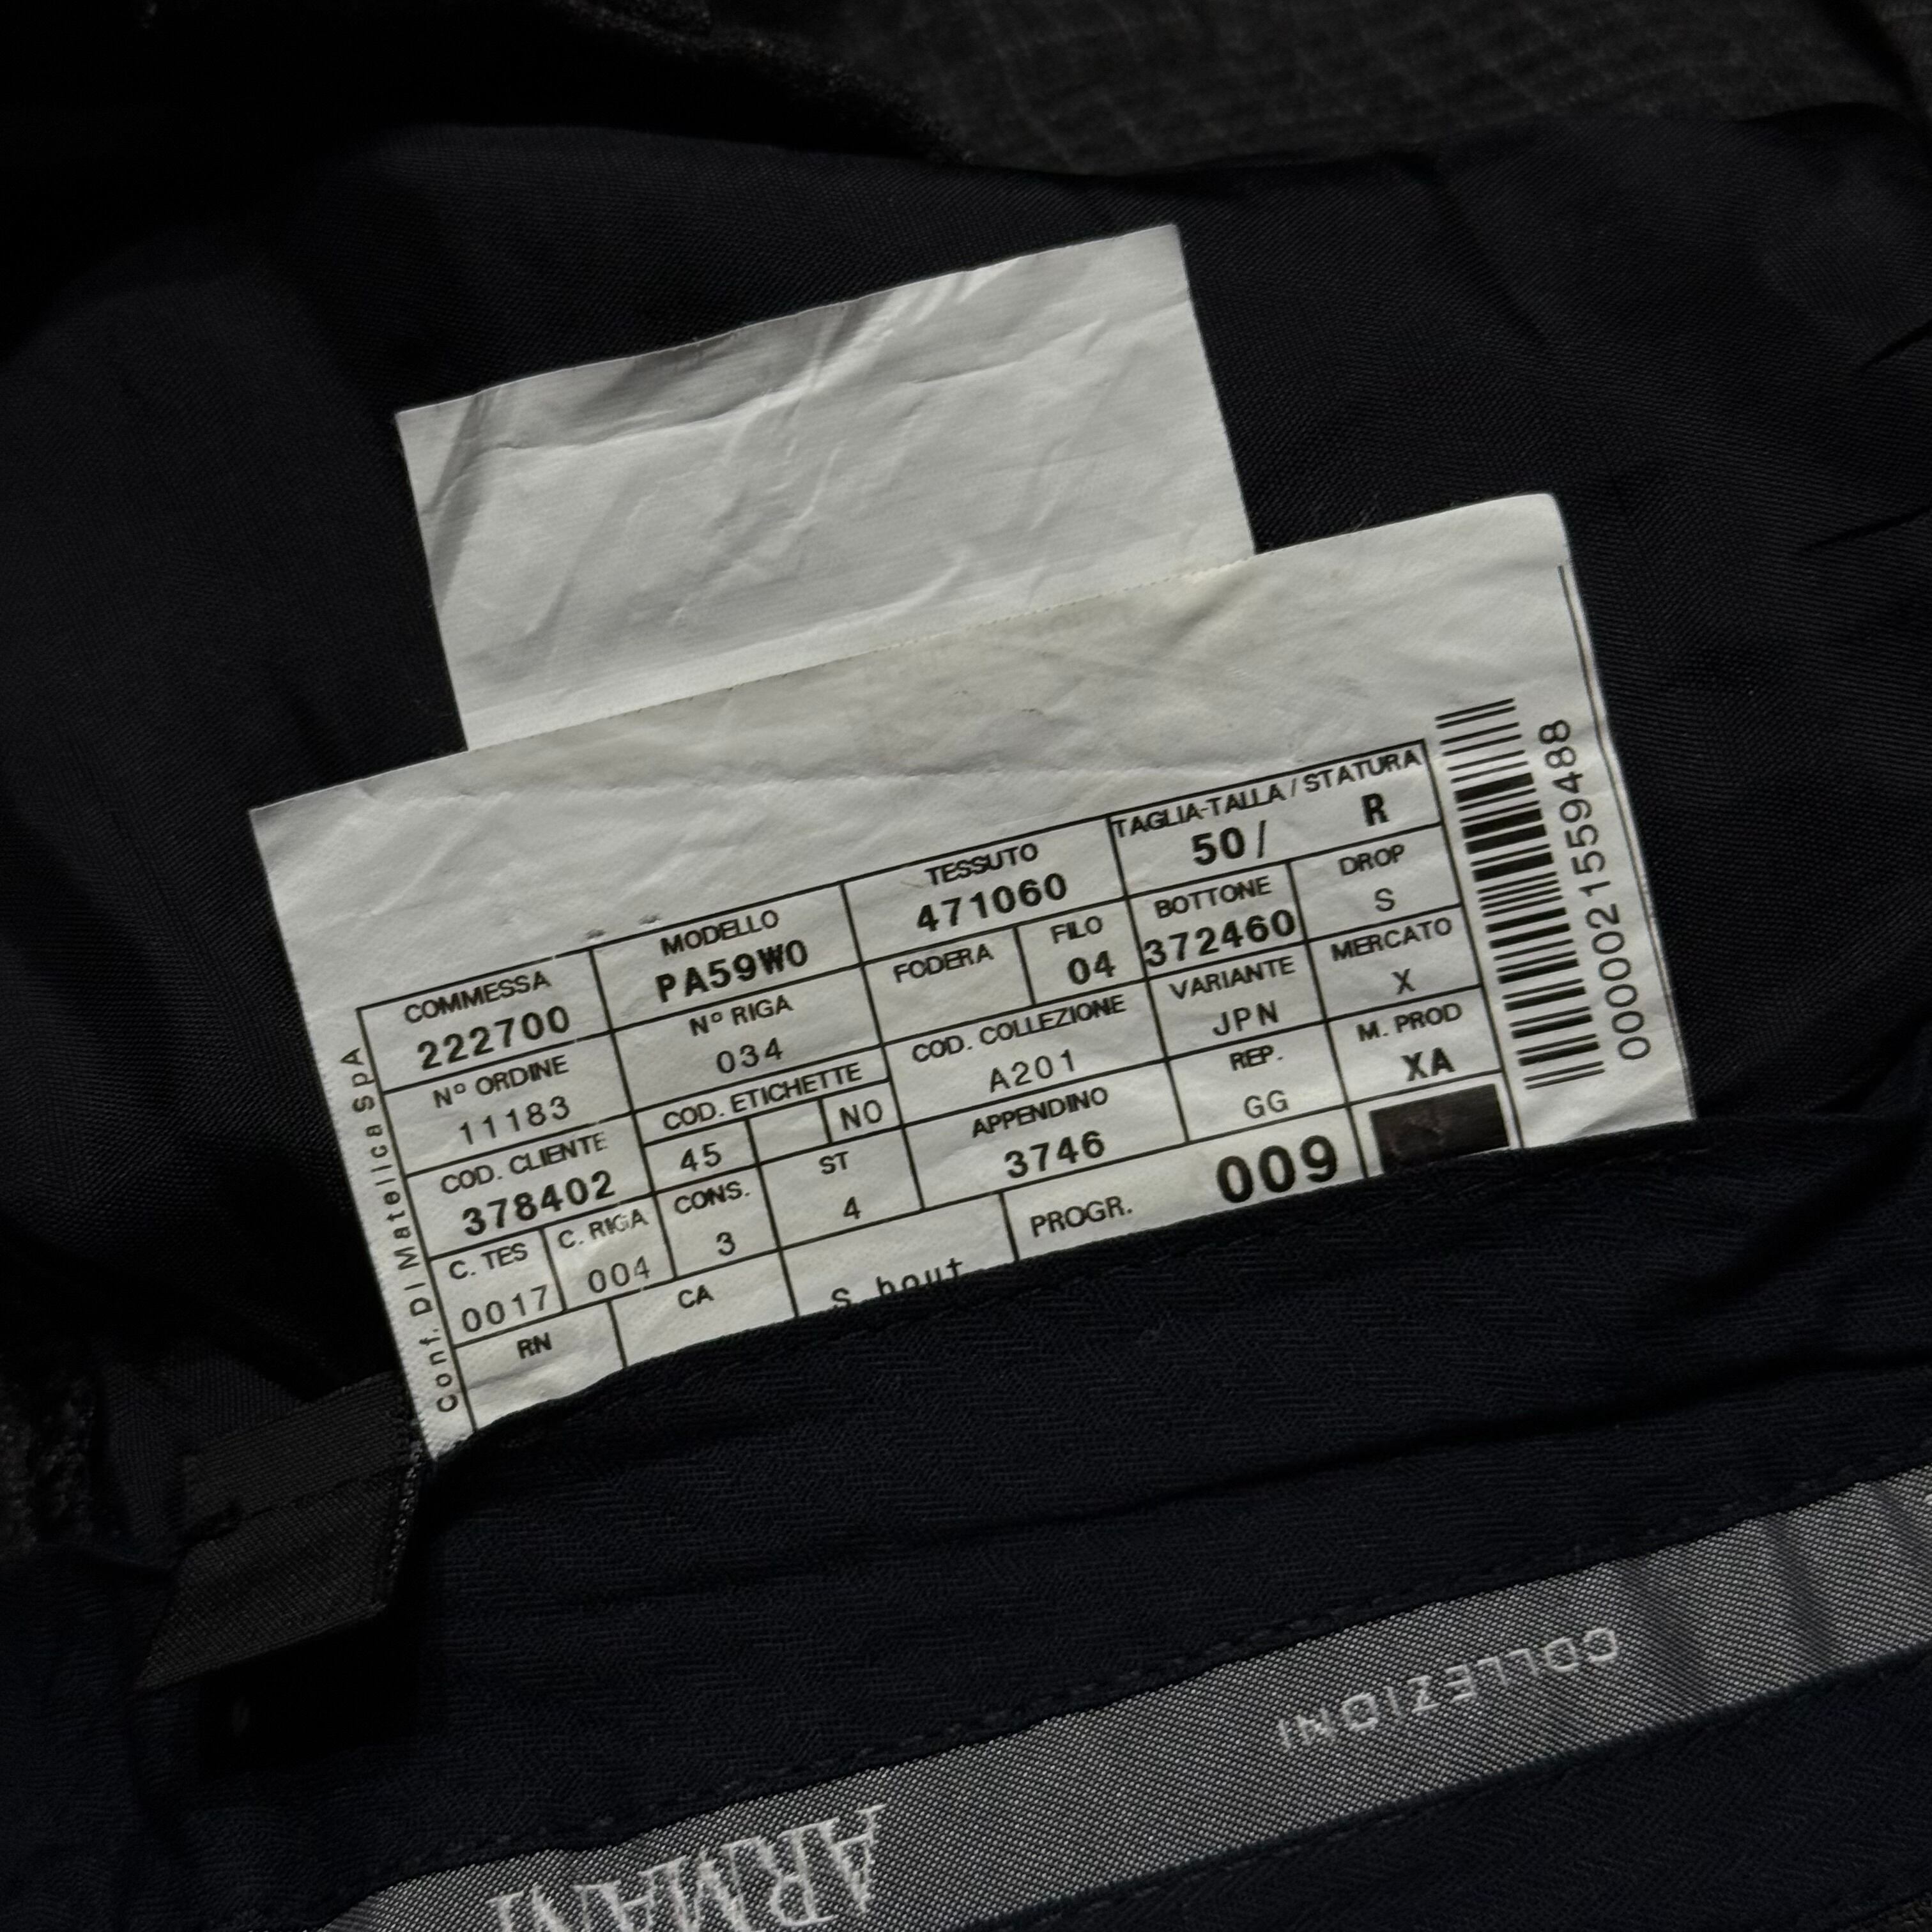 COMMESSA MODELLO TESSUTO TAGLIA-TALLA / STATURA
222700 PA59W0 471060 50/ R
Nº ORDINE Nº RIGA FODERA FILO BOTTONE DROP
11183 034 04 372460 S
COD. CLIENTE COD. ETICHETTE COD. COLLEZIONE VARIANTE MERCATO
378402 45 NO A201 JPN X
C. TES C. RIGA CONS. ST APPENDINO REP. M. PROD
0017 004 3 4 3746 GG XA
RN CA S bout PROGR. 009
Conf. DI Matelica SpA
0000021559488
ARMANI
COLLEZIONI